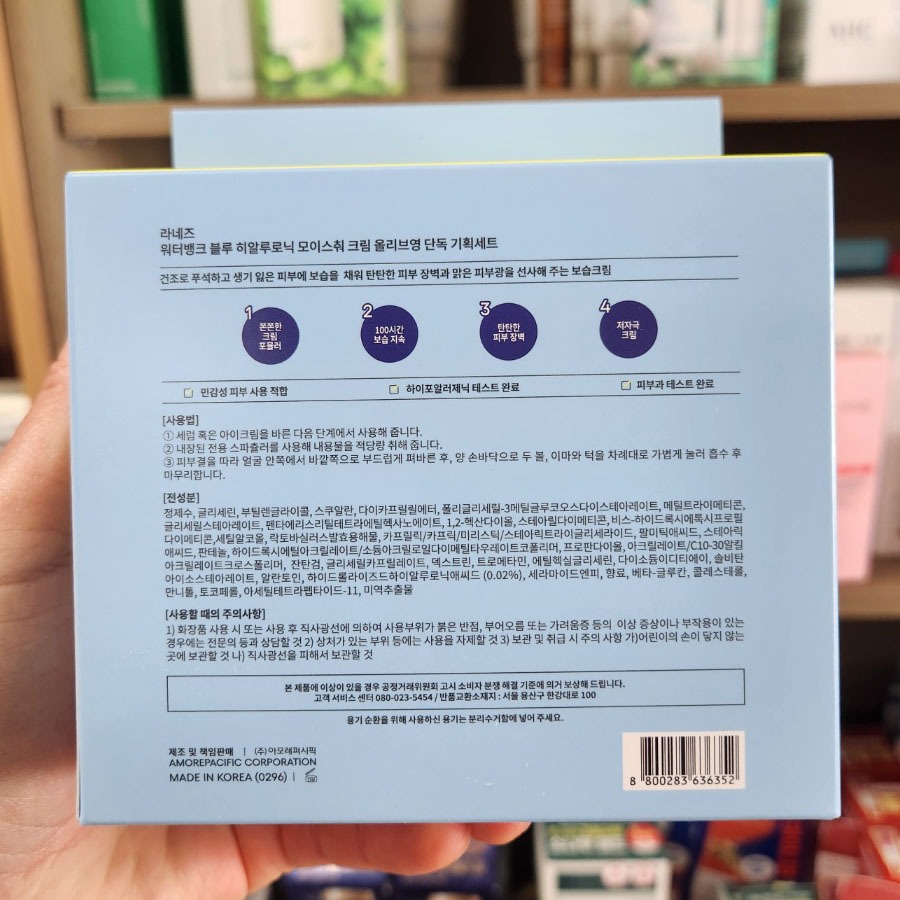 AHC
라네즈
워터뱅크 블루 히알루로닉 모이스춰 크림 올리브영 단독 기획세트
건조로 푸석하고 생기 잃은 피부에 보습을 채워 탄탄한 피부 장벽과 맑은 피부광을 선사해 주는 보습크림
1
쫀쫀한
크림
포뮬러
2
100시간
보습 지속
3
탄탄한
피부 장벽
4
저자극
크림
민감성 피부 사용 적합
하이포알러제닉 테스트 완료
피부과 테스트 완료
[사용법]
① 세럼 혹은 아이크림을 바른 다음 단계에서 사용해 줍니다.
② 내장된 전용 스파츌러를 사용해 내용물을 적당량 취해 줍니다.
③ 피부결을 따라 얼굴 안쪽에서 바깥쪽으로 부드럽게 펴바른 후, 양 손바닥으로 두 볼, 이마와 턱을 차례대로 가볍게 눌러 흡수 후
마무리합니다.
[전성분]
정제수, 글리세린, 부틸렌글라이콜, 스쿠알란, 다이카프릴릴에터, 폴리글리세릴-3메틸글루코오스다이스테아레이트, 메틸트라이메티콘,
글리세릴스테아레이트, 펜타에리스리틸테트라에틸헥사노에이트, 1,2-헥산다이올, 스테아릴다이메티콘, 비스-하이드록시에톡시프로필
다이메티콘,세틸알코올, 락토바실러스발효용해물, 카프릴릭/카프릭/미리스틱/스테아릭트라이글리세라이드, 팔미틱애씨드, 스테아릭
애씨드, 판테놀, 하이드록시에틸아크릴레이트/소듐아크릴로일다이메틸타우레이트코폴리머, 프로판다이올, 아크릴레이트/C10-30알킬
아크릴레이트크로스폴리머, 잔탄검, 글리세릴카프릴레이트, 덱스트린, 트로메타민, 에틸헥실글리세린, 다이소듐이디티에이, 솔비탄
아이소스테아레이트, 알란토인, 하이드롤라이즈드하이알루로닉애씨드 (0.02%), 세라마이드엔피, 향료, 베타-글루칸, 콜레스테롤,
만니톨, 토코페롤, 아세틸테트라펩타이드-11, 미역추출물
[사용할 때의 주의사항]
1) 화장품 사용 시 또는 사용 후 직사광선에 의하여 사용부위가 붉은 반점, 부어오름 또는 가려움증 등의 이상 증상이나 부작용이 있는
경우에는 전문의 등과 상담할 것 2) 상처가 있는 부위 등에는 사용을 자제할 것 3) 보관 및 취급 시 주의 사항 가)어린이의 손이 닿지 않는
곳에 보관할 것 나) 직사광선을 피해서 보관할 것
본 제품에 이상이 있을 경우 공정거래위원회 고시 소비자 분쟁 해결 기준에 의거 보상해 드립니다.
고객 서비스 센터 080-023-5454 / 반품교환소재지 : 서울 용산구 한강대로 100
용기 순환을 위해 사용하신 용기는 분리수거함에 넣어 주세요.
제조 및 책임판매 | (주)아모레퍼시픽
AMOREPACIFIC CORPORATION
MADE IN KOREA (0296) |
8 800283 636352